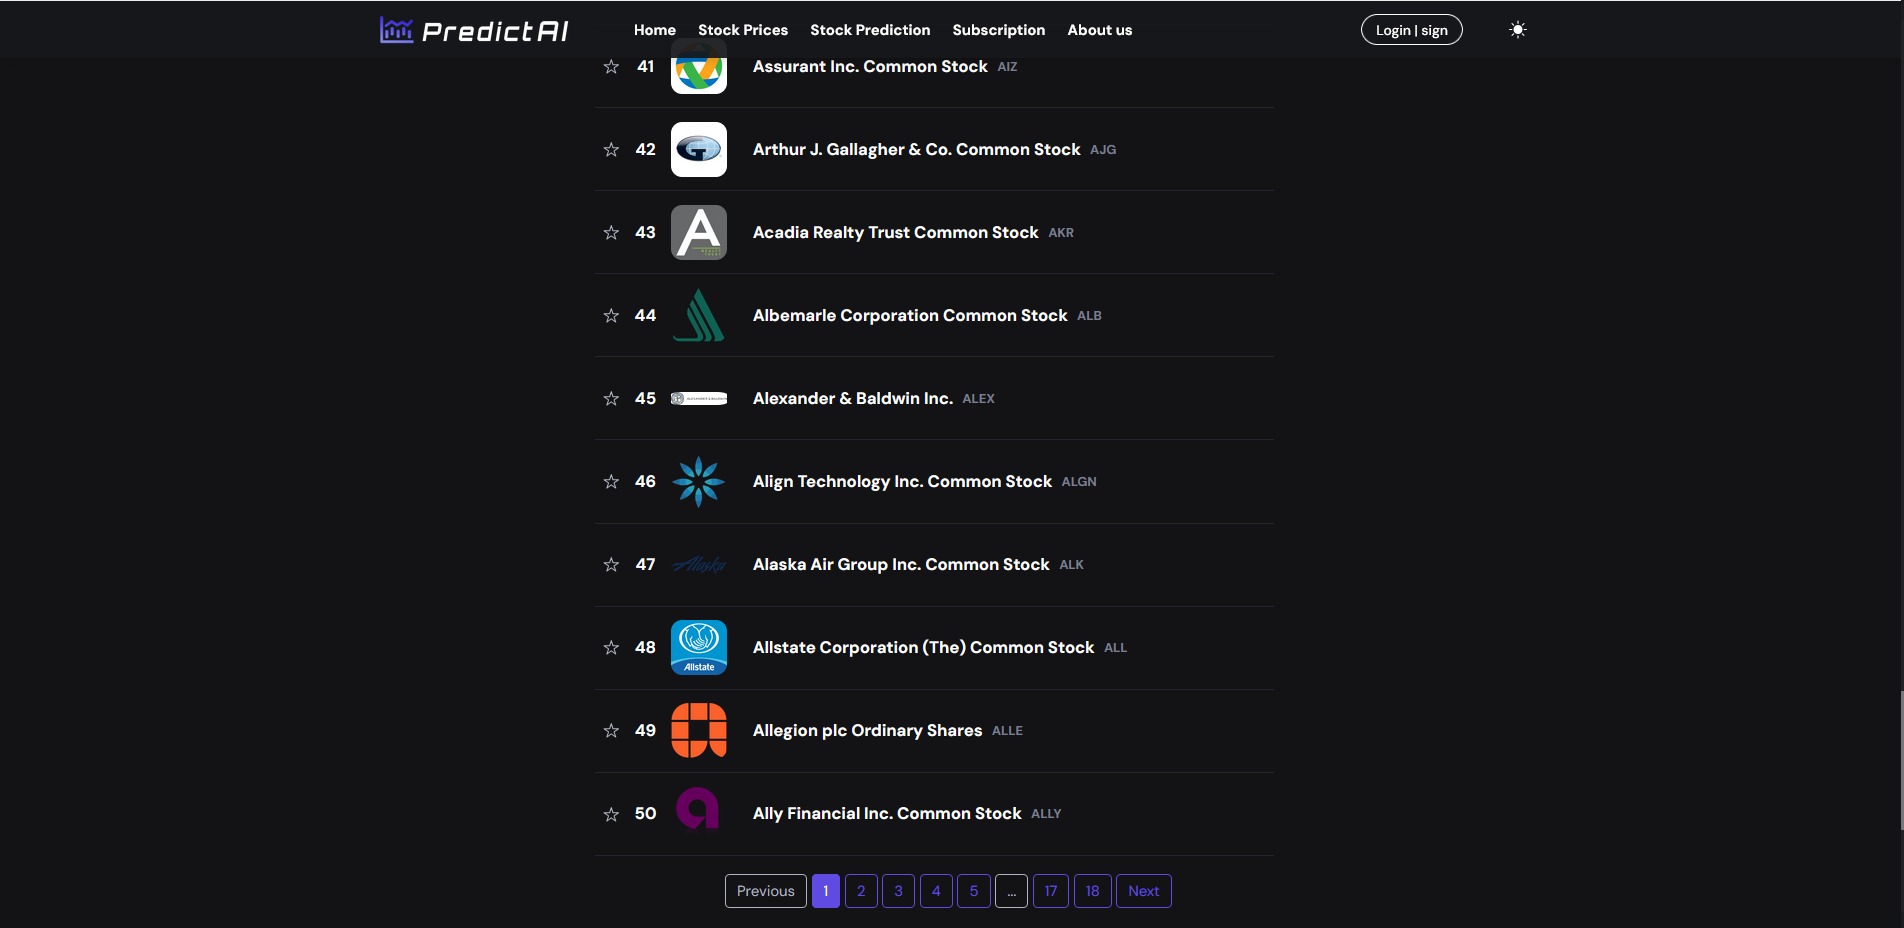 PredictAI Home Stock Prices Stock Prediction Subscription About us Login | sign
41 Assurant Inc. Common Stock AIZ
42 Arthur J. Gallagher & Co. Common Stock AJG
43 Acadia Realty Trust Common Stock AKR
44 Albemarle Corporation Common Stock ALB
45 Alexander & Baldwin Inc. ALEX
46 Align Technology Inc. Common Stock ALGN
47 Alaska Alaska Air Group Inc. Common Stock ALK
48 Allstate Allstate Corporation (The) Common Stock ALL
49 Allegion plc Ordinary Shares ALLE
50 Ally Financial Inc. Common Stock ALLY
Previous 1 2 3 4 5 ... 17 18 Next